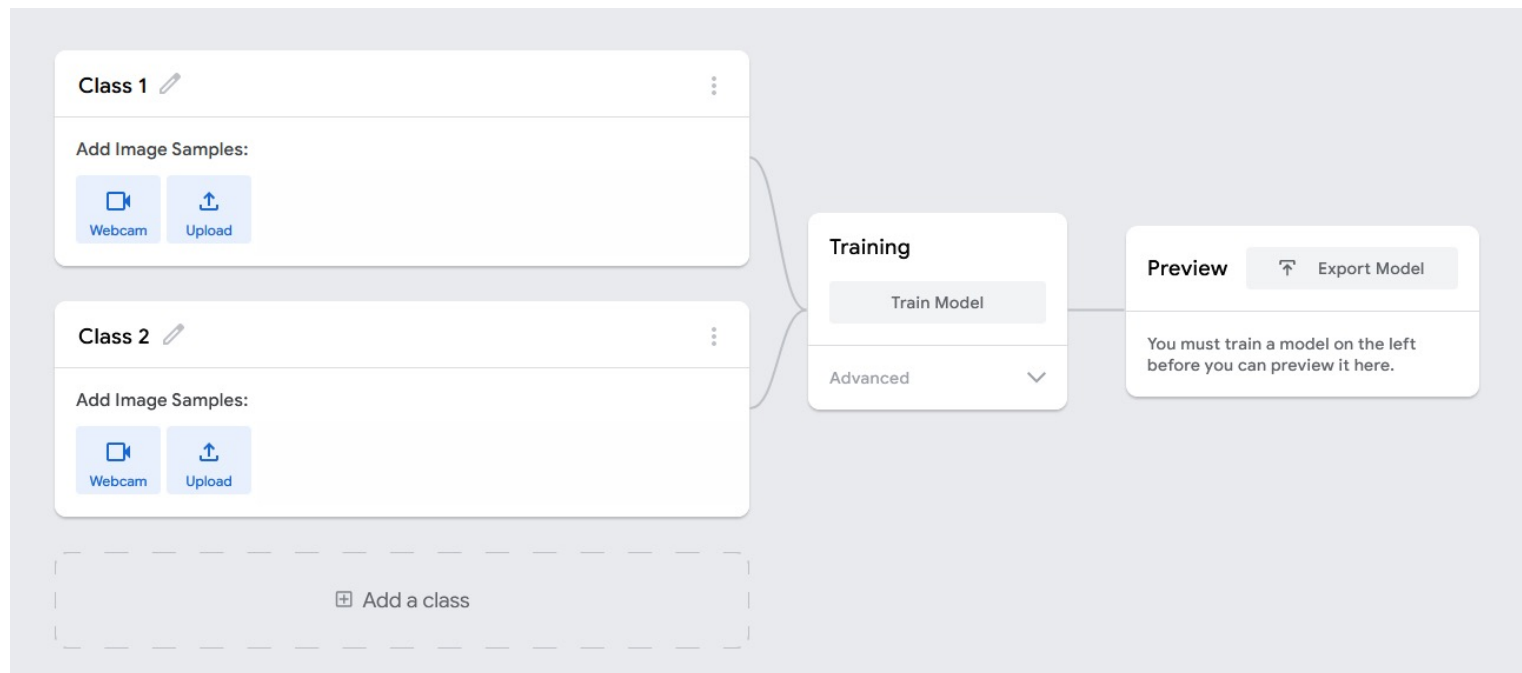 Class 1
Add Image Samples:
Webcam
Upload
Class 2
Add Image Samples:
Webcam
Upload
Add a class
Training
Train Model
Advanced
Preview
Export Model
You must train a model on the left
before you can preview it here.